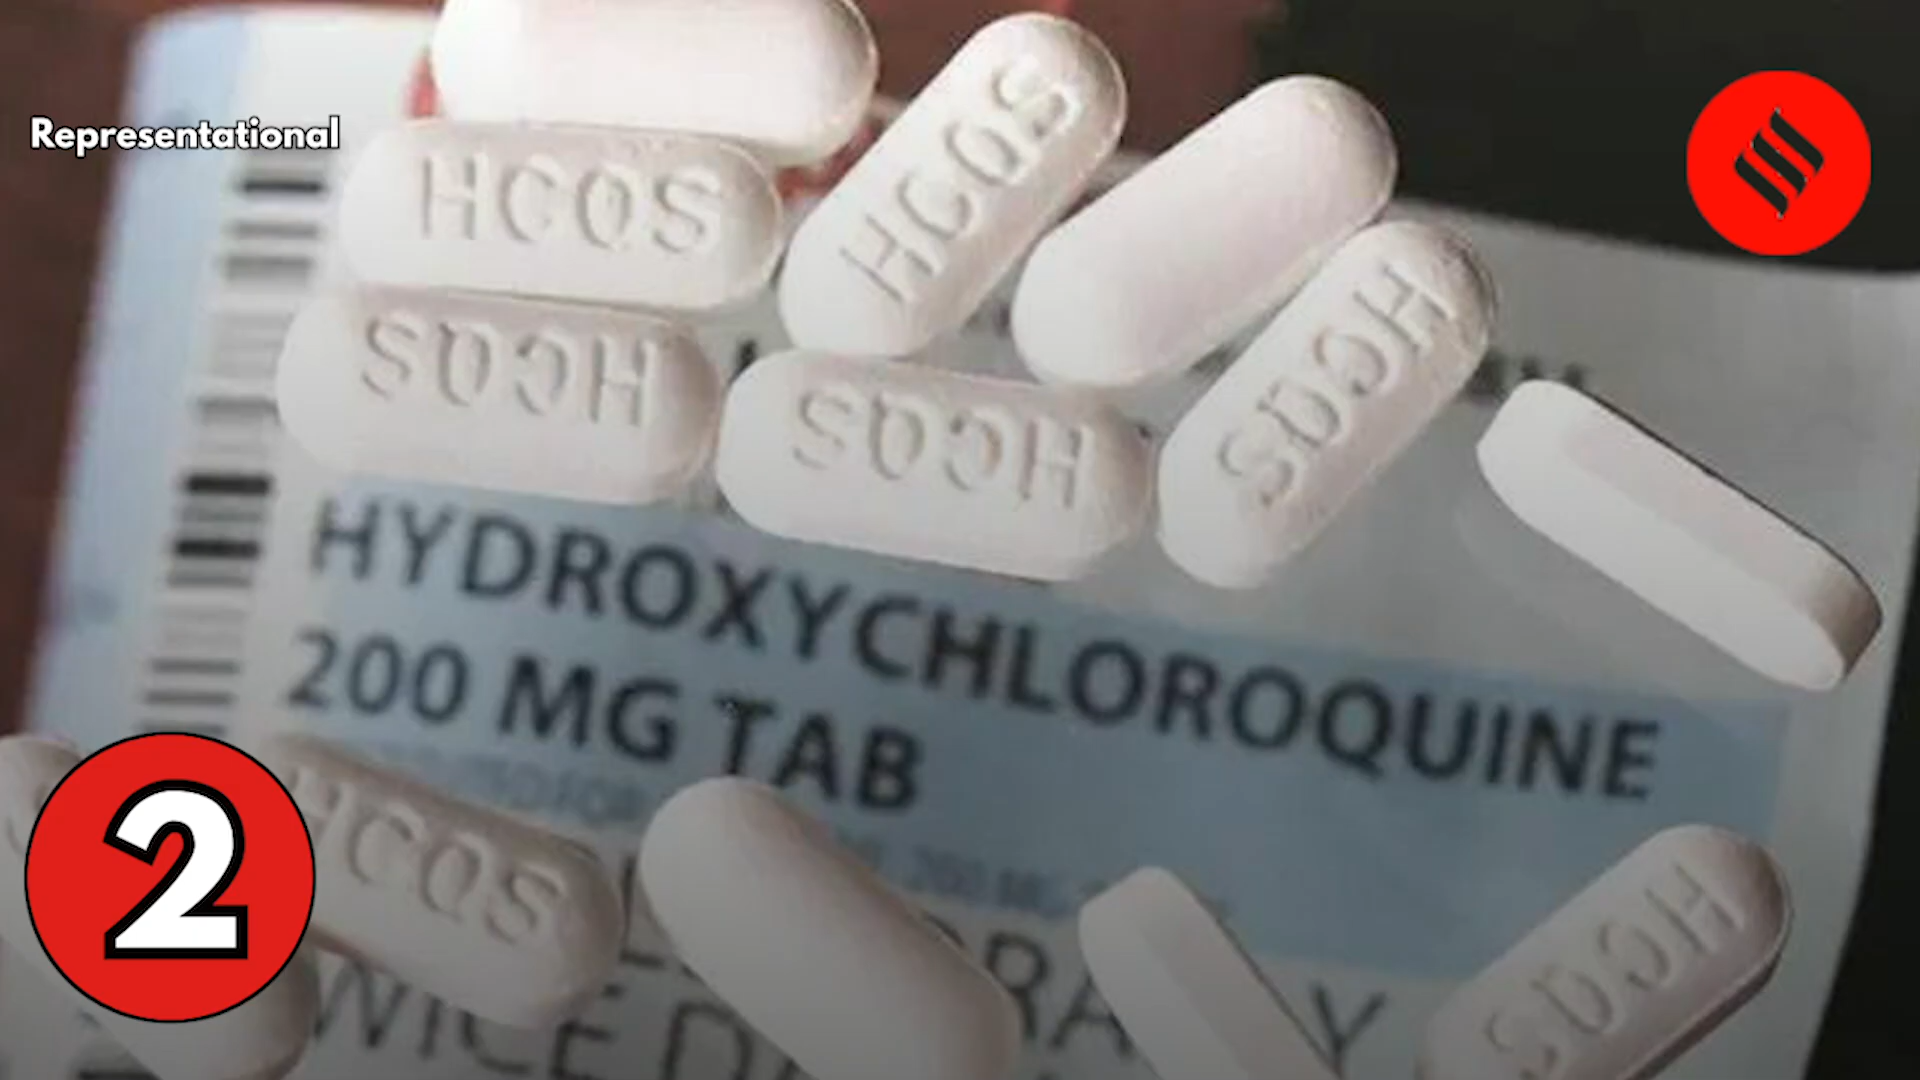 Representational
HCQS
HCQS
HCQS
HCQS
HCQS
HYDROXYCHLOROQUINE
200 MG TAB
2
HCQS
HCQS